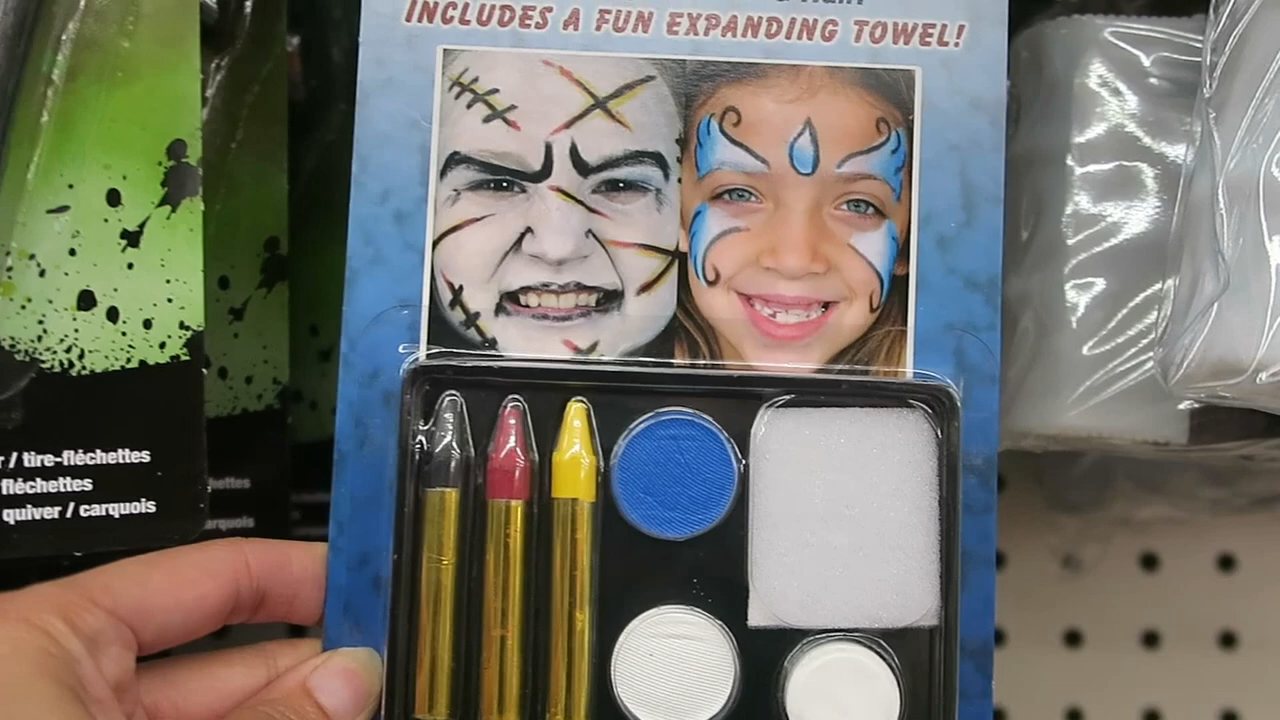 INCLUDES A FUN EXPANDING TOWEL!
/ tire-fléchettes
fléchettes
quiver / carquois